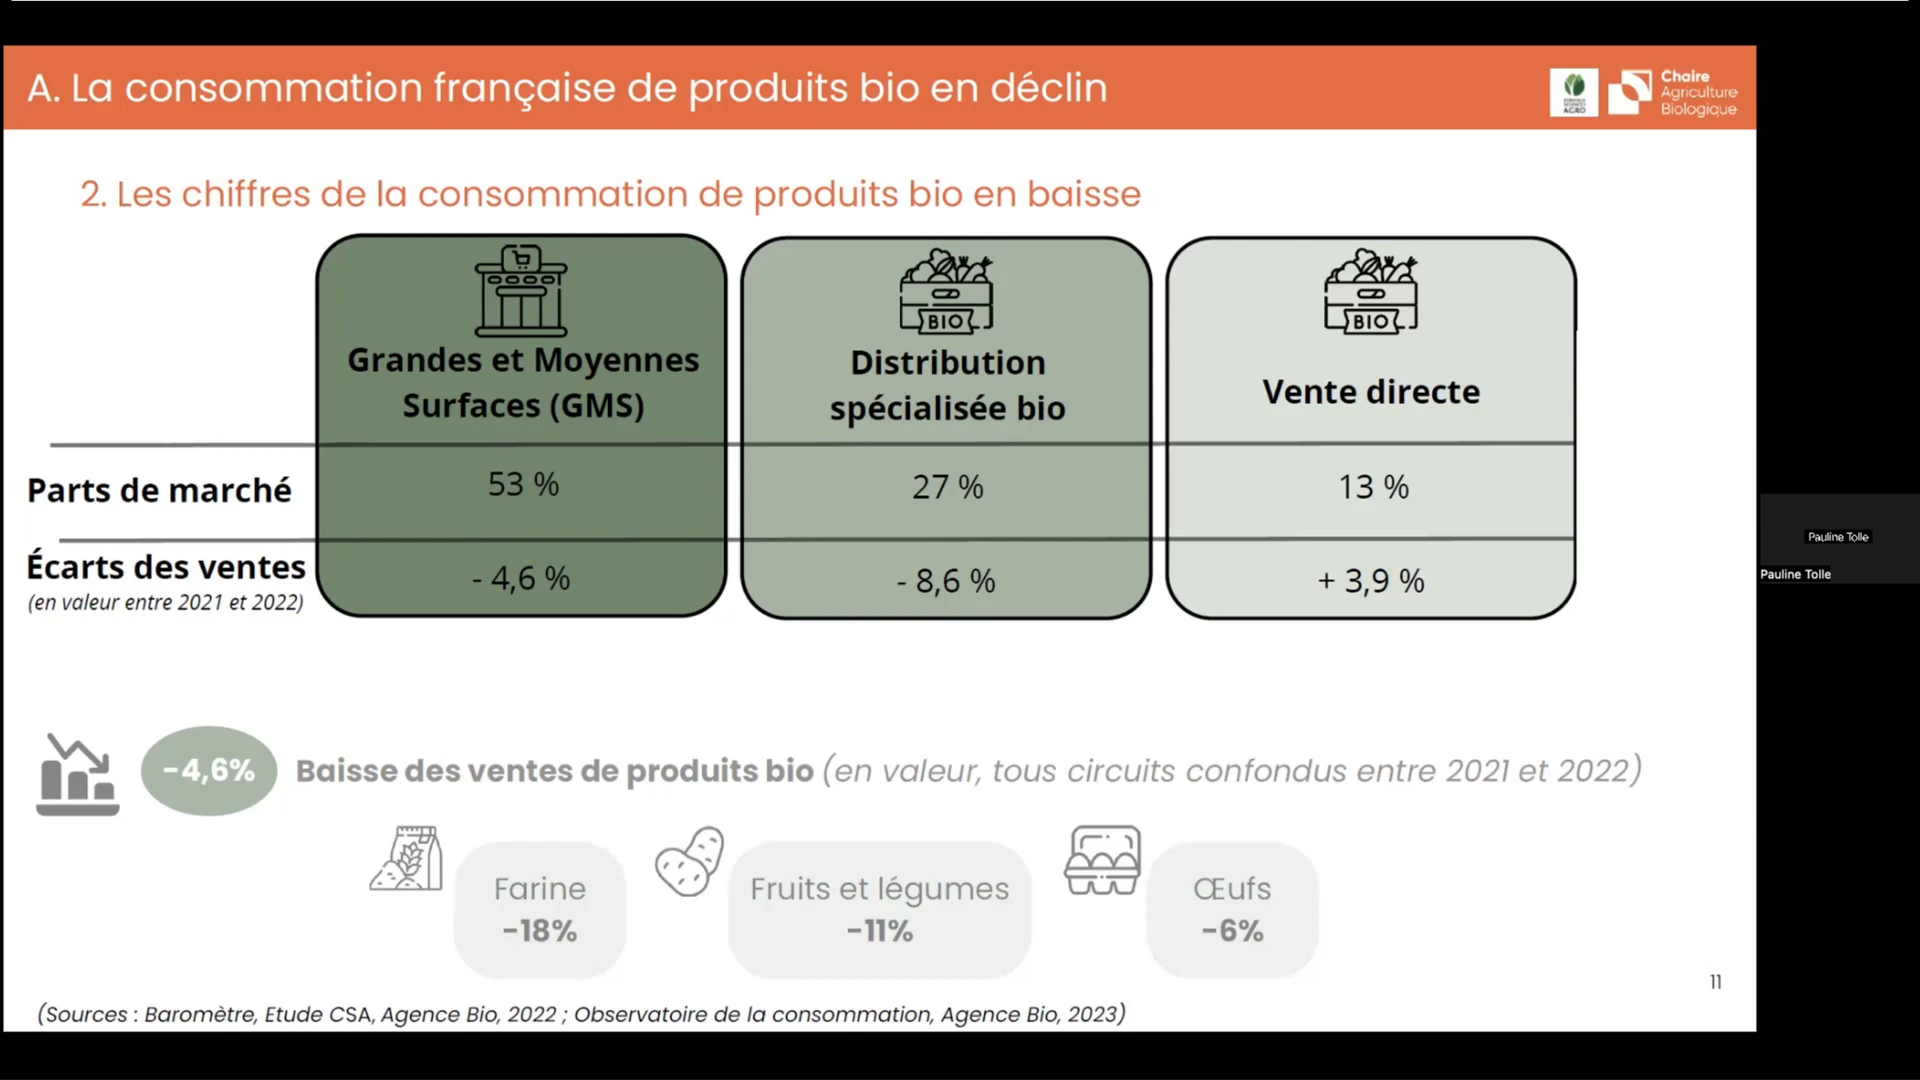 A. La consommation française de produits bio en déclin
BORDEAUX
SCIENCES
AGRO
Chaire
Agriculture
Biologique
2. Les chiffres de la consommation de produits bio en baisse
Grandes et Moyennes
Surfaces (GMS)
BIO
Distribution
spécialisée bio
BIO
Vente directe
Parts de marché
53 %
27 %
13 %
Écarts des ventes
(en valeur entre 2021 et 2022)
- 4,6 %
- 8,6 %
+ 3,9 %
Pauline Tolle
Pauline Tolle
-4,6%
Baisse des ventes de produits bio (en valeur, tous circuits confondus entre 2021 et 2022)
Farine
-18%
Fruits et légumes
-11%
Œufs
-6%
11
(Sources : Baromètre, Etude CSA, Agence Bio, 2022 ; Observatoire de la consommation, Agence Bio, 2023)